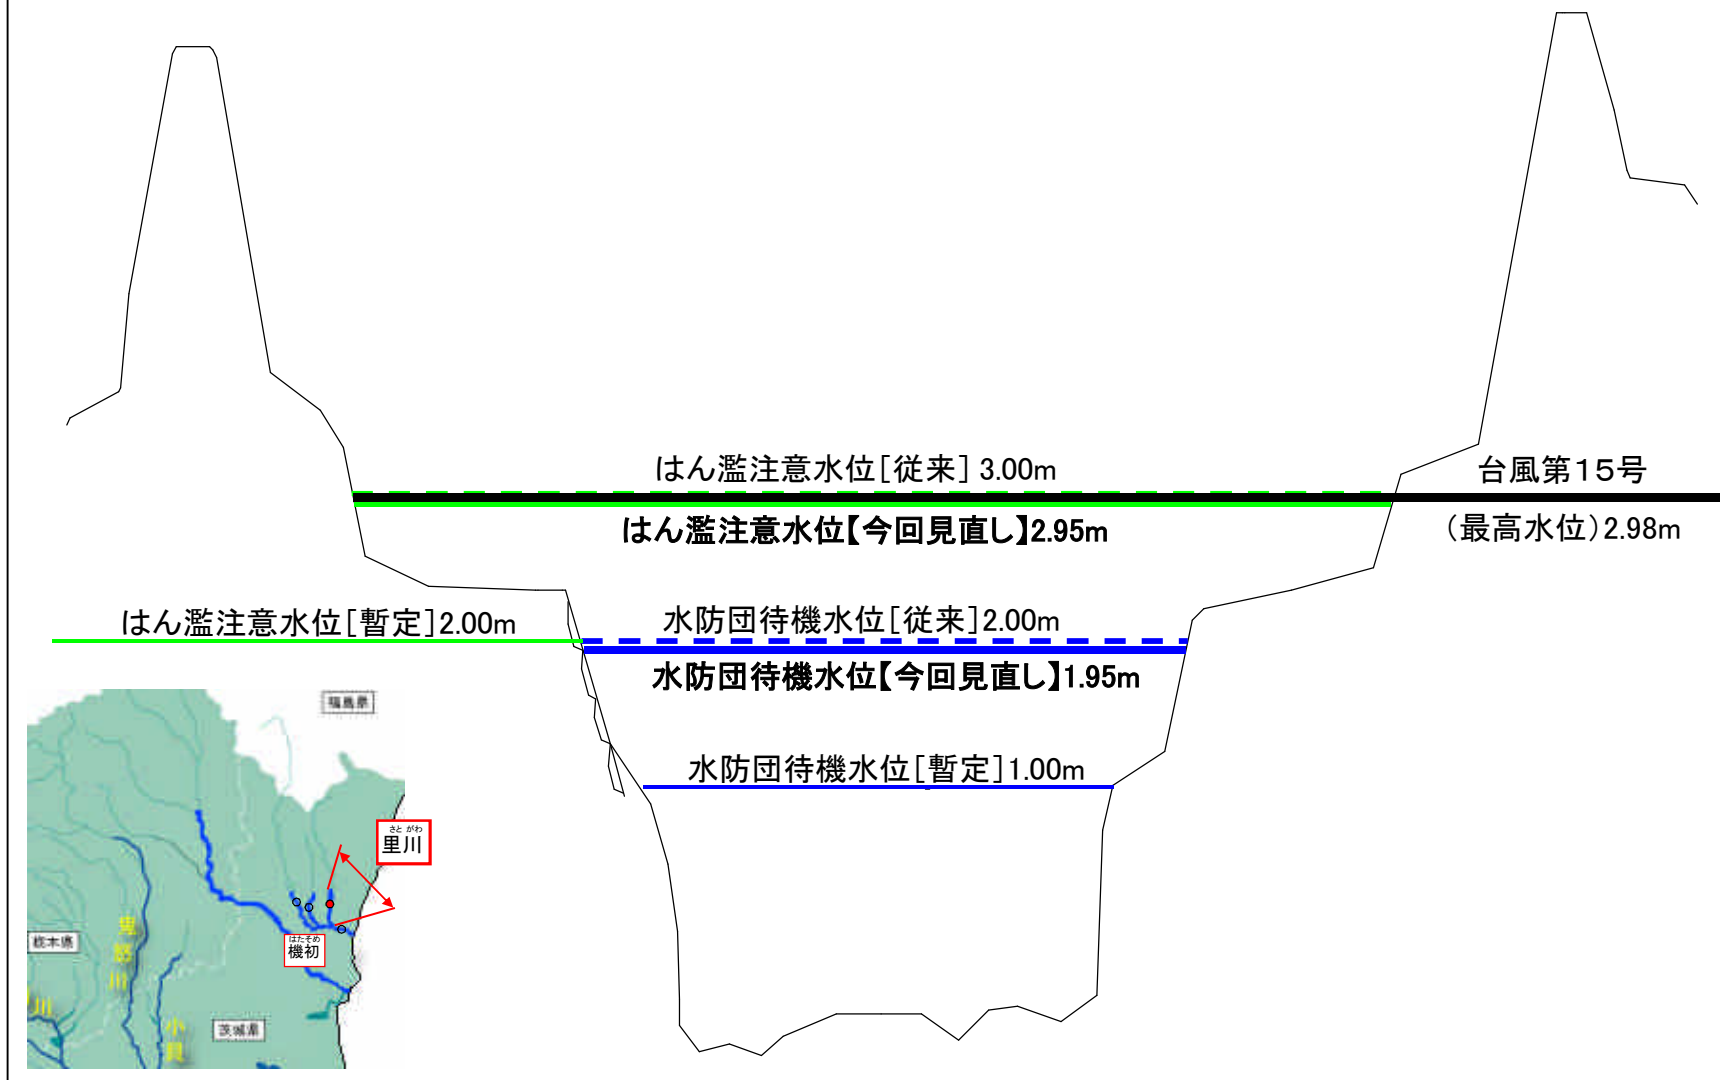 はん濫注意水位[従来] 3.00m
台風第15号
はん濫注意水位【今回見直し】2.95m
(最高水位)2.98m
はん濫注意水位[暫定]2.00m
水防団待機水位[従来]2.00m
水防団待機水位【今回見直し】1.95m
水防団待機水位[暫定]1.00m
福島県
さと がわ
里川
はたそめ
機初
栃木県
鬼怒川
川
小貝
茨城県